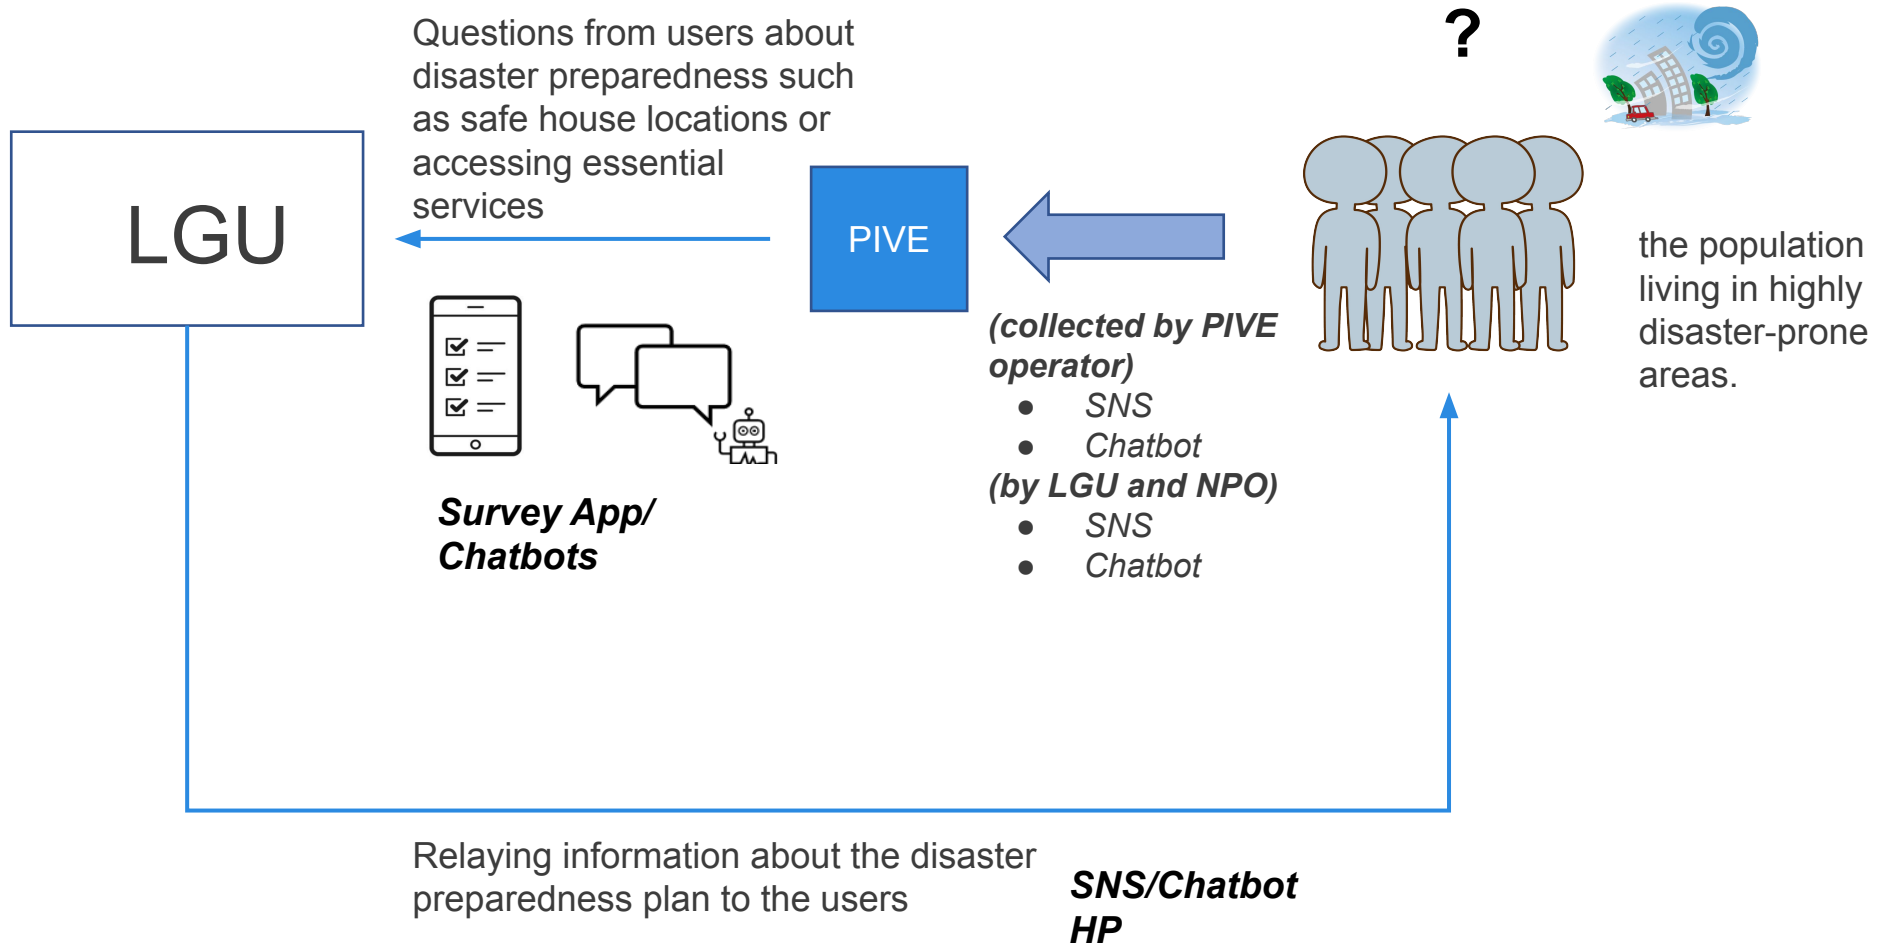 Questions from users about
disaster preparedness such
as safe house locations or
accessing essential
services
?
LGU
PIVE
the population
living in highly
disaster-prone
areas.
(collected by PIVE
operator)
● SNS
● Chatbot
(by LGU and NPO)
● SNS
● Chatbot
Survey App/
Chatbots
Relaying information about the disaster
preparedness plan to the users
SNS/Chatbot
HP